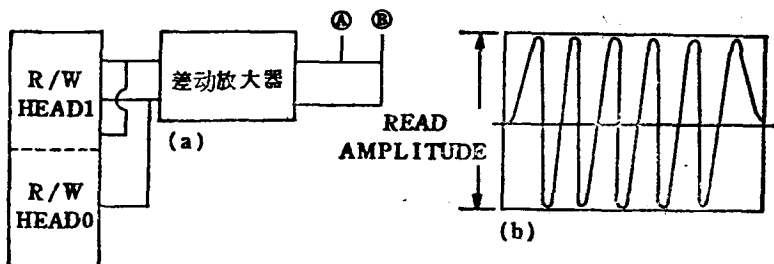 Ⓐ Ⓑ
R/W
HEAD1
差动放大器
(a)
R/W
HEAD0
READ
AMPLITUDE
(b)